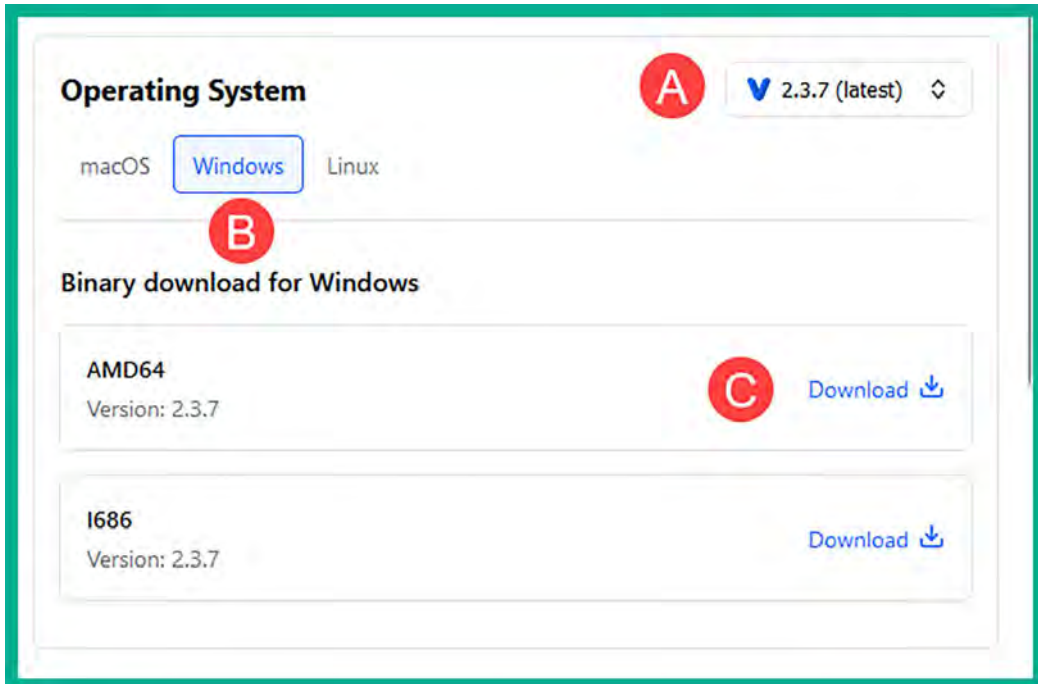 Operating System
A
2.3.7 (latest)
macOS Windows Linux
B
Binary download for Windows
AMD64
Version: 2.3.7
C
Download
I686
Version: 2.3.7
Download